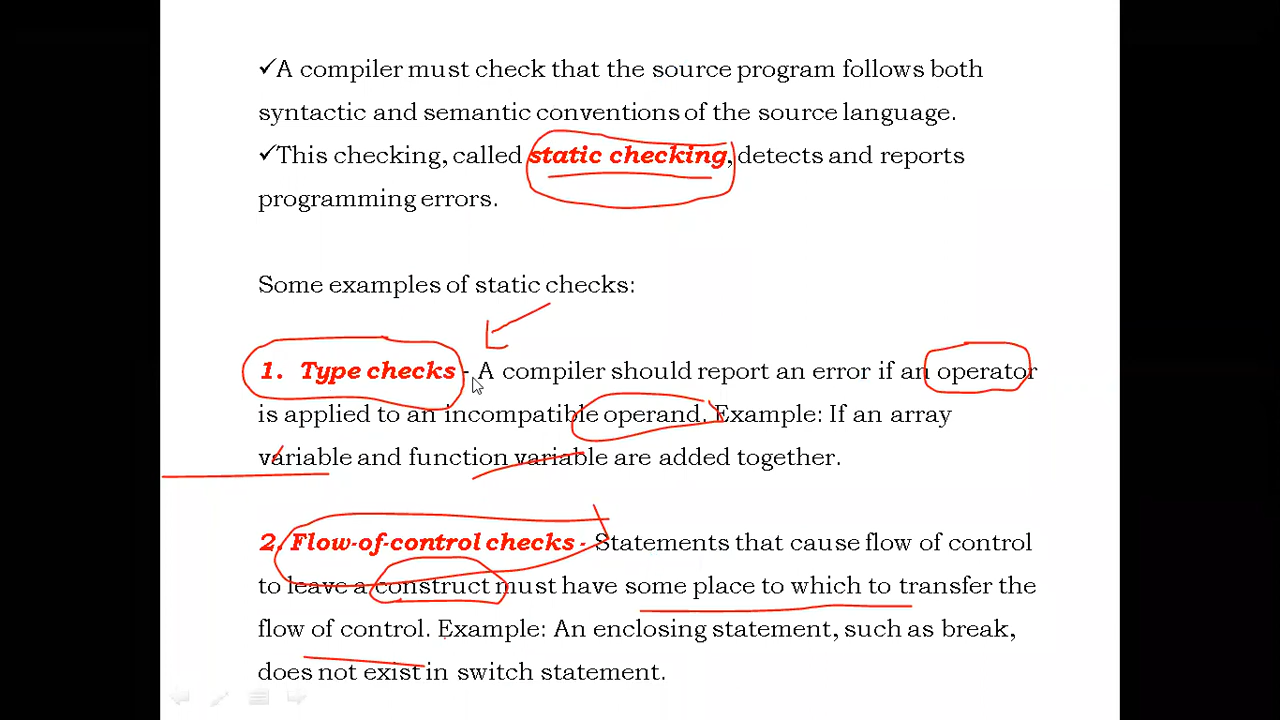 ✓A compiler must check that the source program follows both
syntactic and semantic conventions of the source language.
✓This checking, called static checking, detects and reports
programming errors.
Some examples of static checks:
1. Type checks - A compiler should report an error if an operator
is applied to an incompatible operand. Example: If an array
variable and function variable are added together.
2. Flow-of-control checks - Statements that cause flow of control
to leave a construct must have some place to which to transfer the
flow of control. Example: An enclosing statement, such as break,
does not exist in switch statement.